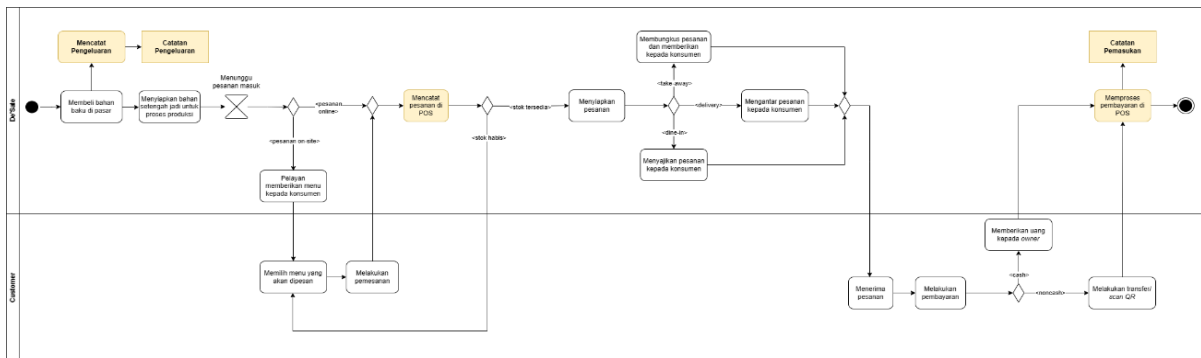 De'Sale
Mencatat
Pengeluaran
Catatan
Pengeluaran
Membeli bahan
baku di pasar
Menyiapkan bahan
setengah jadi untuk
proses produksi
Menunggu
pesanan masuk
<pesanan
online>
<pesanan on-site>
Pelayan
memberikan menu
kepada konsumen
Mencatat
pesanan di
POS
<stok tersedia>
<stok habis>
Menyiapkan
pesanan
Membungkus pesanan
dan memberikan
kepada konsumen
<take-away>
<delivery>
Mengantar pesanan
kepada konsumen
<dine-in>
Menyajikan pesanan
kepada konsumen
Catatan
Pemasukan
Memproses
pembayaran di
POS
Customer
Memilih menu yang
akan dipesan
Melakukan
pemesanan
Menerima
pesanan
Melakukan
pembayaran
Memberikan uang
kepada owner
<cash>
<noncash>
Melakukan transfer/
scan QR